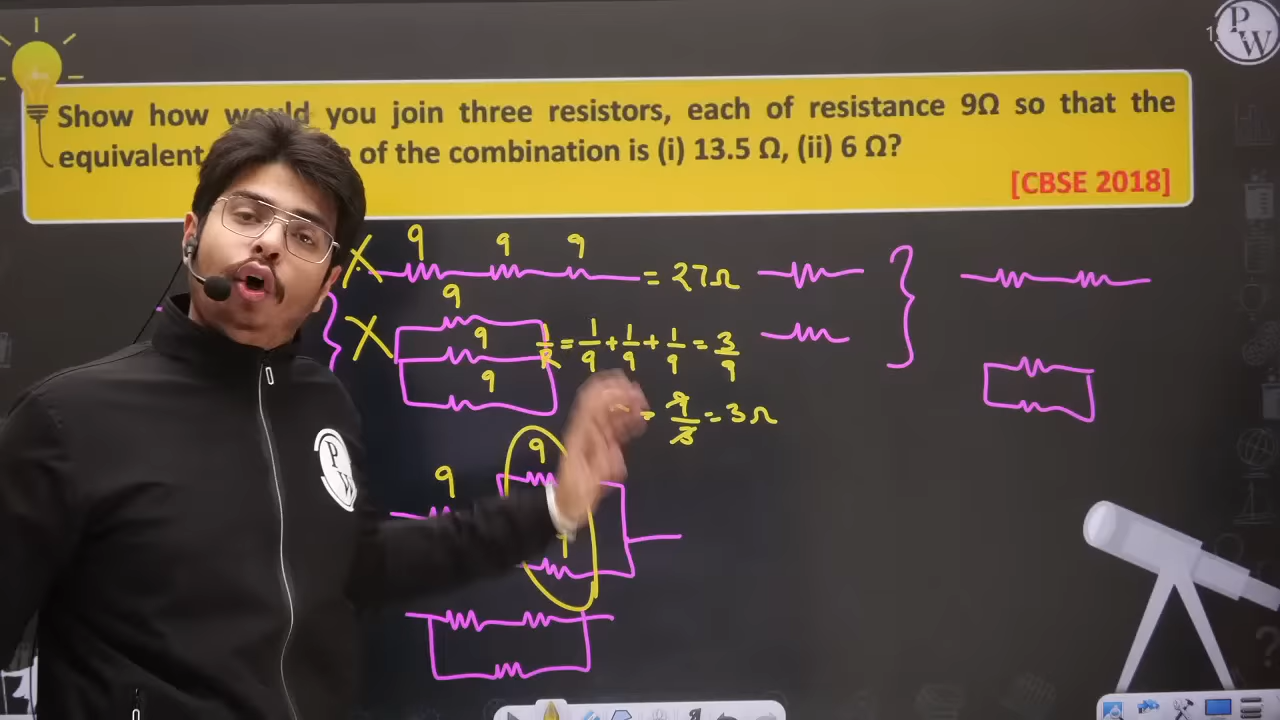 P
W
Show how would you join three resistors, each of resistance 9Ω so that the
equivalent of the combination is (i) 13.5 Ω, (ii) 6 Ω?
[CBSE 2018]
X 9 9 9 = 27Ω
X 9 9 9 1/R = 1/9 + 1/9 + 1/9 = 3/9
= 9/3 = 3Ω
9 9
P
W